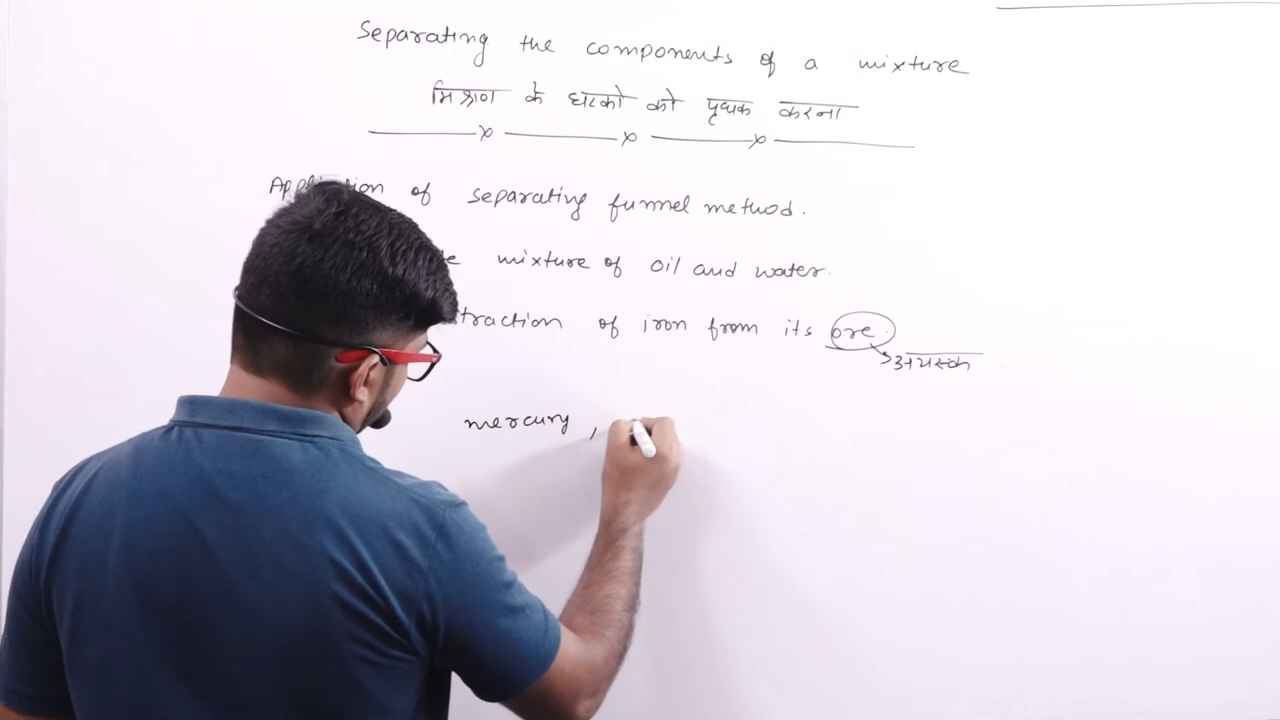 Separating the components of a mixture
मिश्रण के घटको को पृथक करना
of separating funnel method.
mixture of oil and water.
traction of iron from its ore.
अयस्क
mercury ,